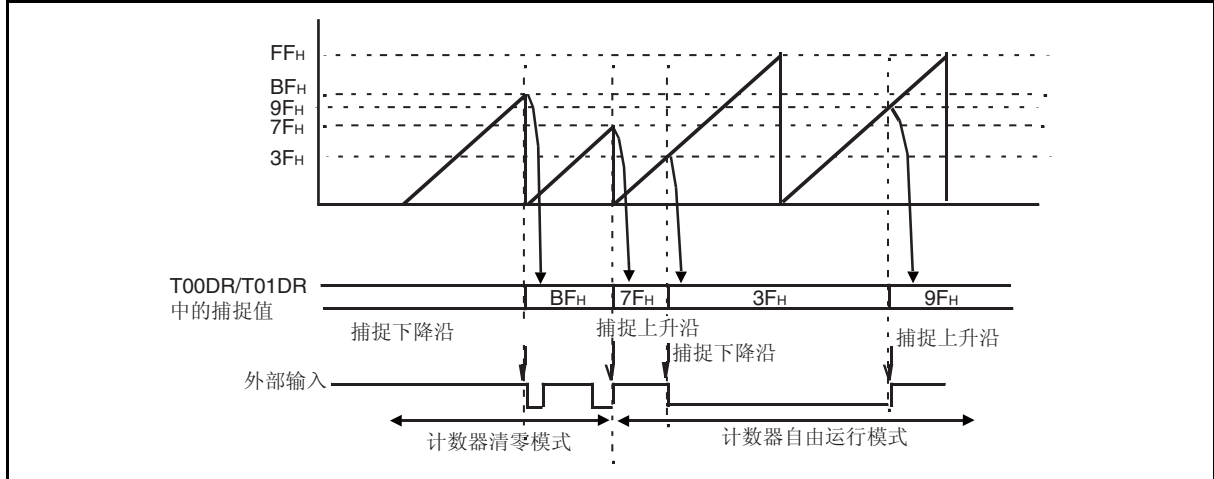 FFH
BFH
9FH
7FH
3FH
T00DR/T01DR
中的捕捉值
BFH
7FH
3FH
9FH
捕捉下降沿
捕捉上升沿
捕捉下降沿
捕捉上升沿
外部输入
计数器清零模式
计数器自由运行模式